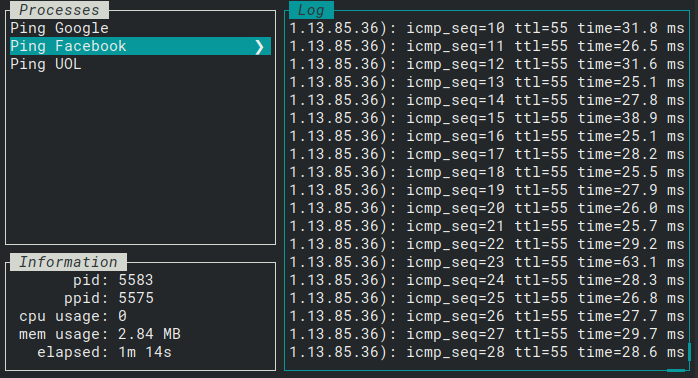 Processes
Ping Google
Ping Facebook ❯
Ping UOL
Information
pid: 5583
ppid: 5575
cpu usage: 0
mem usage: 2.84 MB
elapsed: 1m 14s
Log
1.13.85.36): icmp_seq=10 ttl=55 time=31.8 ms
1.13.85.36): icmp_seq=11 ttl=55 time=26.5 ms
1.13.85.36): icmp_seq=12 ttl=55 time=31.6 ms
1.13.85.36): icmp_seq=13 ttl=55 time=25.1 ms
1.13.85.36): icmp_seq=14 ttl=55 time=27.8 ms
1.13.85.36): icmp_seq=15 ttl=55 time=38.9 ms
1.13.85.36): icmp_seq=16 ttl=55 time=25.1 ms
1.13.85.36): icmp_seq=17 ttl=55 time=28.2 ms
1.13.85.36): icmp_seq=18 ttl=55 time=25.5 ms
1.13.85.36): icmp_seq=19 ttl=55 time=27.9 ms
1.13.85.36): icmp_seq=20 ttl=55 time=26.0 ms
1.13.85.36): icmp_seq=21 ttl=55 time=25.7 ms
1.13.85.36): icmp_seq=22 ttl=55 time=29.2 ms
1.13.85.36): icmp_seq=23 ttl=55 time=63.1 ms
1.13.85.36): icmp_seq=24 ttl=55 time=28.3 ms
1.13.85.36): icmp_seq=25 ttl=55 time=26.8 ms
1.13.85.36): icmp_seq=26 ttl=55 time=27.7 ms
1.13.85.36): icmp_seq=27 ttl=55 time=29.7 ms
1.13.85.36): icmp_seq=28 ttl=55 time=28.6 ms